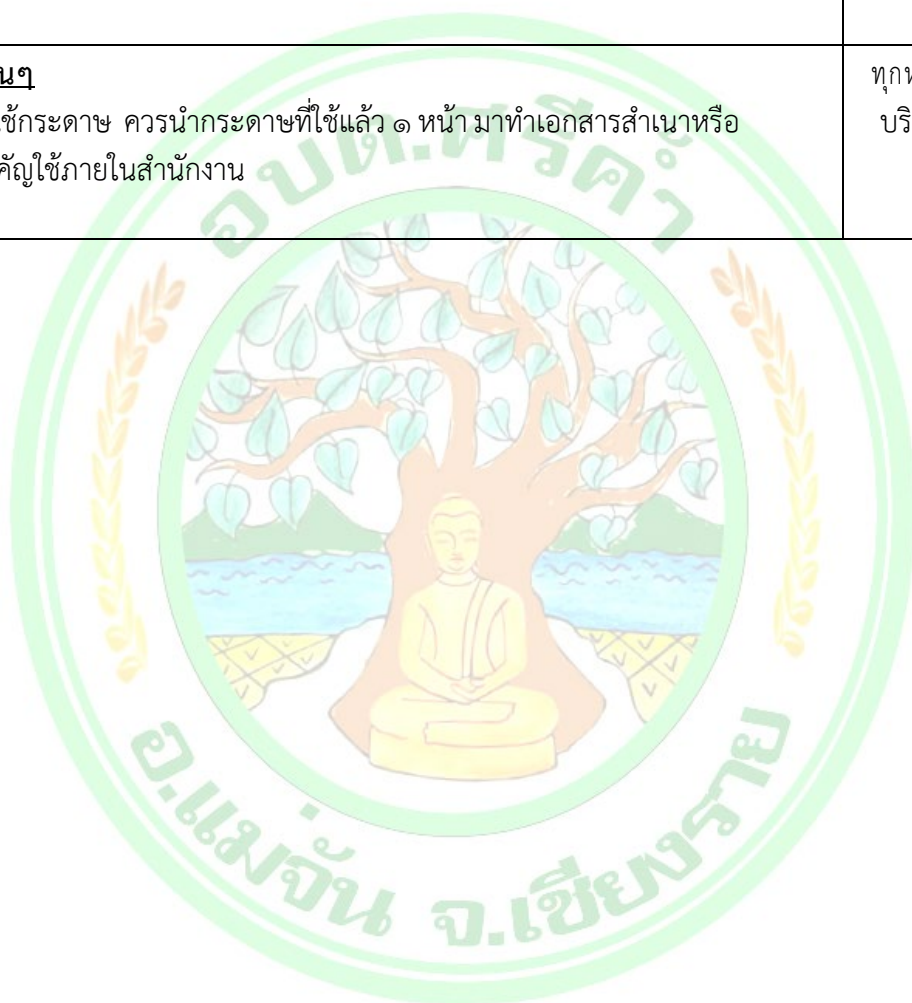 นๆ
ช้กระดาษ ควรนำกระดาษที่ใช้แล้ว ๑ หน้า มาทำเอกสารสำเนาหรือ
คัญใช้ภายในสำนักงาน
ทุกห
บริ
อบต.ศรีค้ำ
อ.แม่จัน จ.เชียงราย